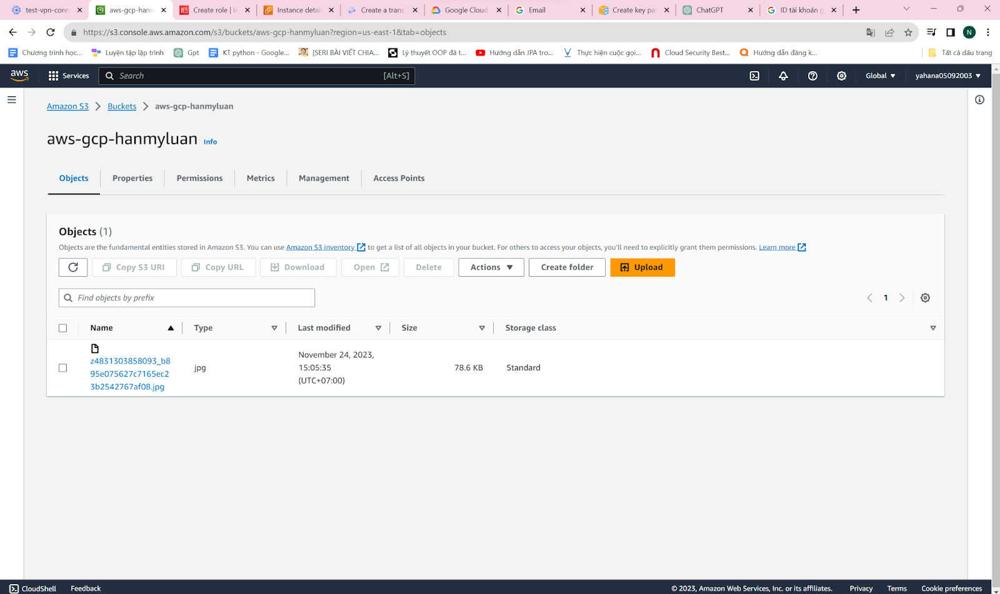 test-vpn-conn
aws-gcp-hanm
Create role | IA
Instance detai
Create a trans
Google Cloud
Email
Create key pa
ChatGPT
ID tài khoản g
https://s3.console.aws.amazon.com/s3/buckets/aws-gcp-hanmyluan?region=us-east-1&tab=objects
N
Chương trình học...
Luyện tập lập trình
Gpt
KT python - Google...
[SERI BÀI VIẾT CHIA...
Lý thuyết OOP đã t...
Hướng dẫn JPA tro...
Thực hiện cuộc gọi...
Cloud Security Best...
Hướng dẫn đăng k...
Tất cả dấu trang
aws
Services
Search
[Alt+S]
Global
yahana05092003
Amazon S3
Buckets
aws-gcp-hanmyluan
aws-gcp-hanmyluan Info
Objects
Properties
Permissions
Metrics
Management
Access Points
Objects (1)
Objects are the fundamental entities stored in Amazon S3. You can use Amazon S3 inventory to get a list of all objects in your bucket. For others to access your objects, you'll need to explicitly grant them permissions. Learn more
Copy S3 URI
Copy URL
Download
Open
Delete
Actions
Create folder
Upload
Find objects by prefix
1
Name
Type
Last modified
Size
Storage class
z4831303858093_b8
95e075627c7165ec2
3b2542767af08.jpg
jpg
November 24, 2023,
15:05:35
(UTC+07:00)
78.6 KB
Standard
CloudShell
Feedback
© 2023, Amazon Web Services, Inc. or its affiliates.
Privacy
Terms
Cookie preferences